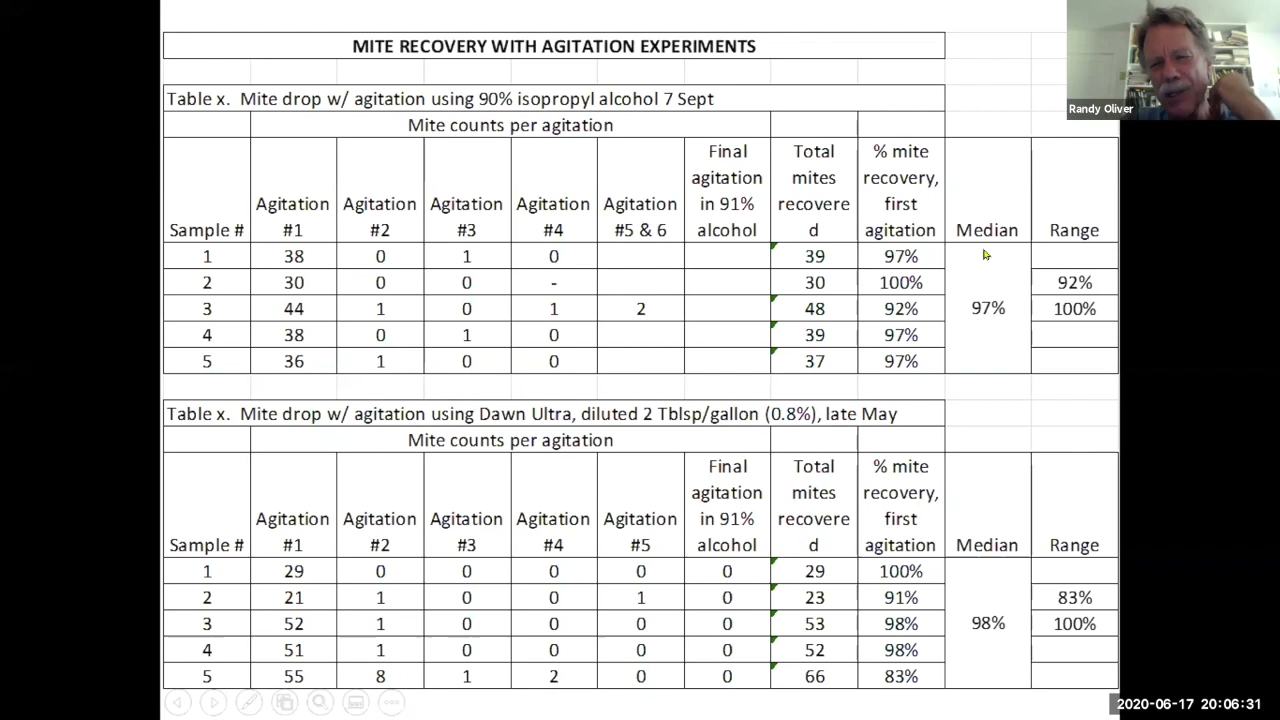 MITE RECOVERY WITH AGITATION EXPERIMENTS
Randy Oliver
Table x. Mite drop w/ agitation using 90% isopropyl alcohol 7 Sept
Mite counts per agitation
Sample # Agitation #1 Agitation #2 Agitation #3 Agitation #4 Agitation #5 & 6 Final agitation in 91% alcohol Total mites recovere d % mite recovery, first agitation Median Range
1 38 0 1 0 39 97%
2 30 0 0 - 30 100% 92%
3 44 1 0 1 2 48 92% 97% 100%
4 38 0 1 0 39 97%
5 36 1 0 0 37 97%
Table x. Mite drop w/ agitation using Dawn Ultra, diluted 2 Tblsp/gallon (0.8%), late May
Mite counts per agitation
Sample # Agitation #1 Agitation #2 Agitation #3 Agitation #4 Agitation #5 Final agitation in 91% alcohol Total mites recovere d % mite recovery, first agitation Median Range
1 29 0 0 0 0 0 29 100%
2 21 1 0 0 1 0 23 91% 83%
3 52 1 0 0 0 0 53 98% 98% 100%
4 51 1 0 0 0 0 52 98%
5 55 8 1 2 0 0 66 83%
2020-06-17 20:06:31